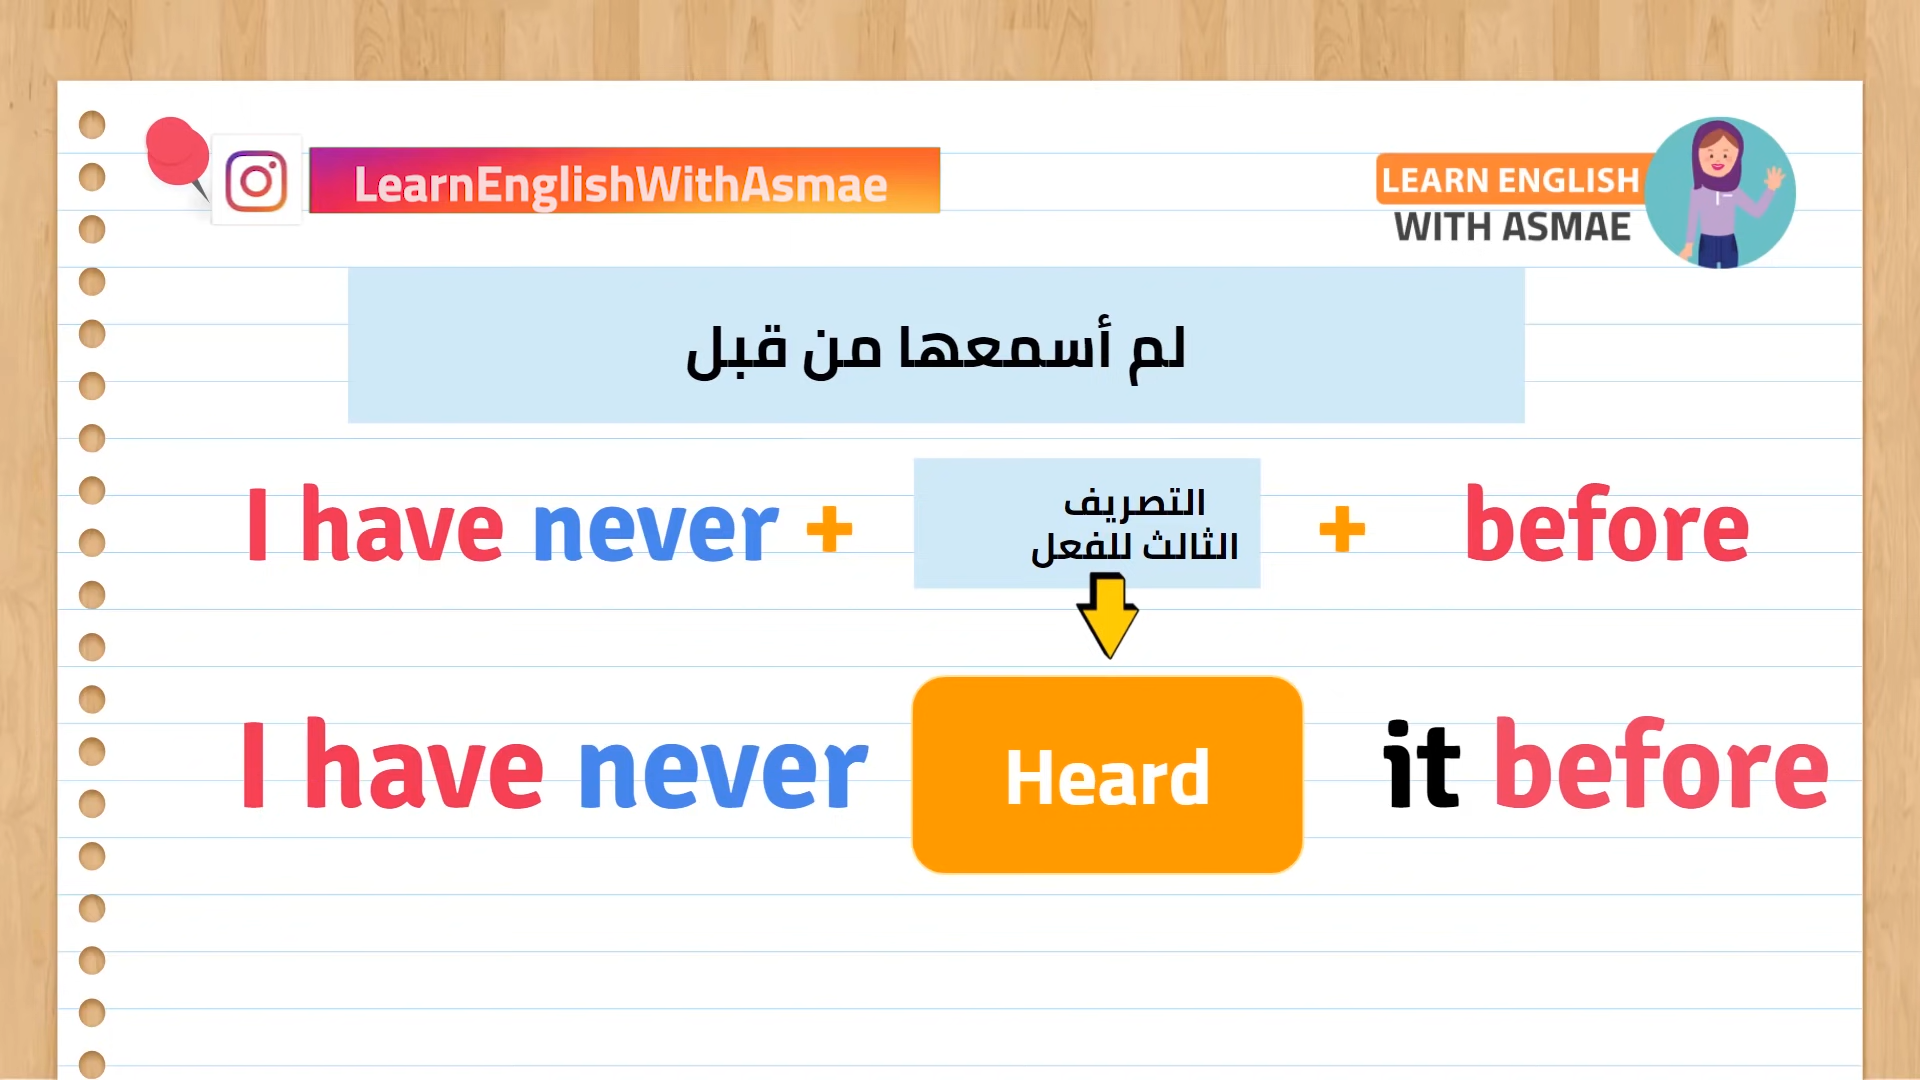 LearnEnglishWithAsmae
LEARN ENGLISH
WITH ASMAE
لم أسمعها من قبل
I have never + التصريف
الثالث للفعل + before
I have never Heard it before